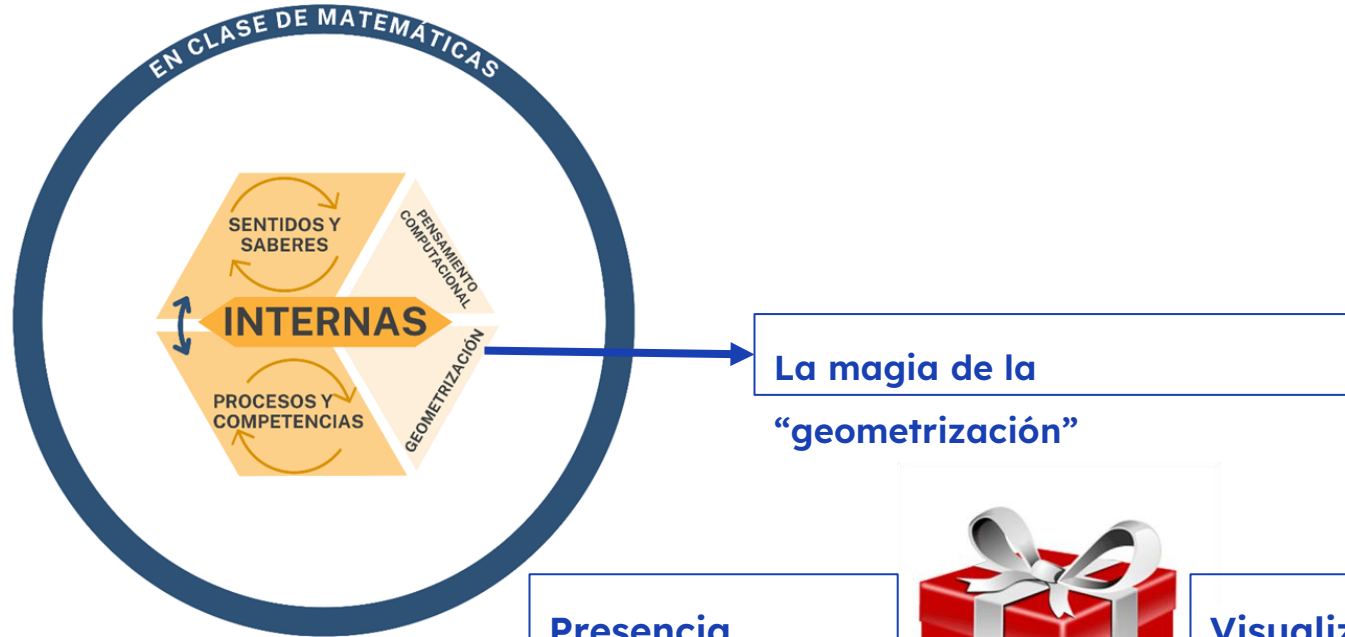 EN CLASE DE MATEMÁTICAS
SENTIDOS Y
SABERES
PENSAMIENTO
COMPUTACIONAL
INTERNAS
PROCESOS Y
COMPETENCIAS
GEOMETRIZACIÓN
La magia de la
“geometrización”
Presencia